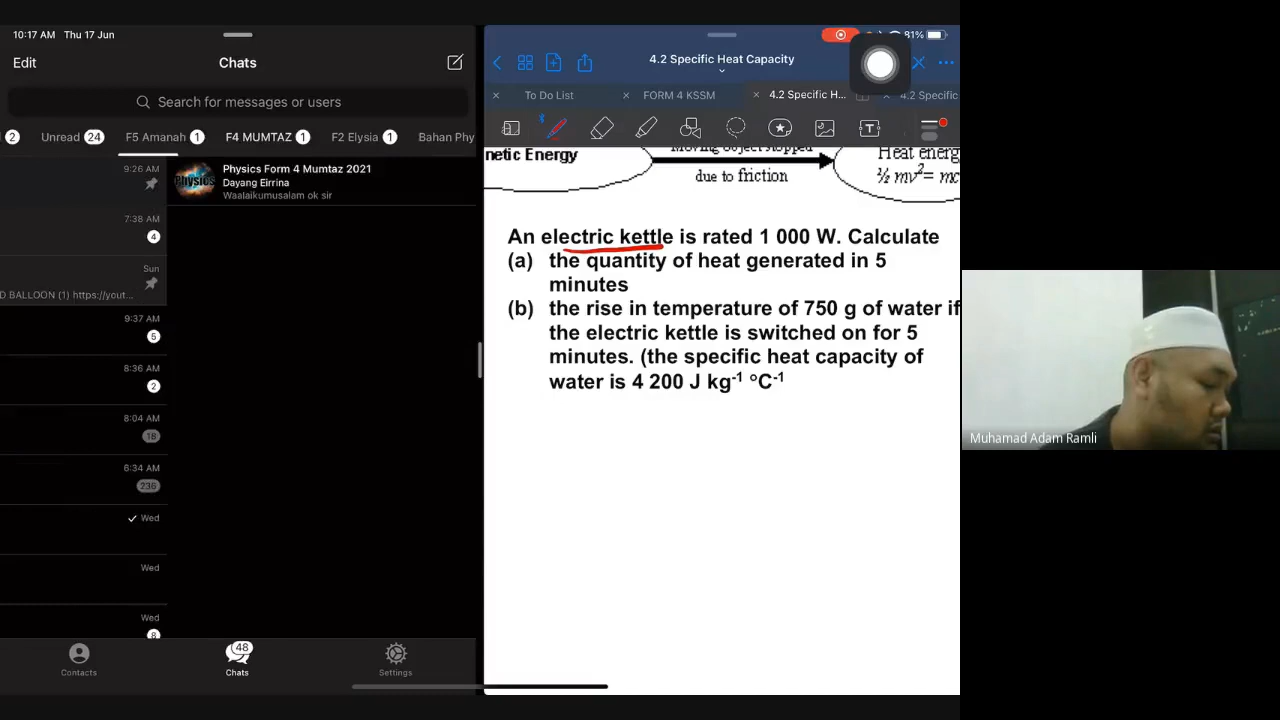 10:17 AM Thu 17 Jun
Edit
Chats
Search for messages or users
2
Unread 24
F5 Amanah 1
F4 MUMTAZ 1
F2 Elysia 1
Bahan Phy
9:26 AM
Physics
Physics Form 4 Mumtaz 2021
Dayang Eirrina
Waalaikumusalam ok sir
7:38 AM
4
Sun
D BALLOON (1) https://yout...
9:37 AM
5
8:36 AM
2
8:04 AM
18
6:34 AM
236
Wed
Wed
Wed
8
Contacts
48
Chats
Settings
81%
4.2 Specific Heat Capacity
To Do List
FORM 4 KSSM
4.2 Specific H...
4.2 Specific
T
netic Energy
Moving object stopped
due to friction
Heat energ
½ mv²= mc
An electric kettle is rated 1 000 W. Calculate
(a) the quantity of heat generated in 5
minutes
(b) the rise in temperature of 750 g of water if
the electric kettle is switched on for 5
minutes. (the specific heat capacity of
water is 4 200 J kg⁻¹ °C⁻¹
Muhamad Adam Ramli